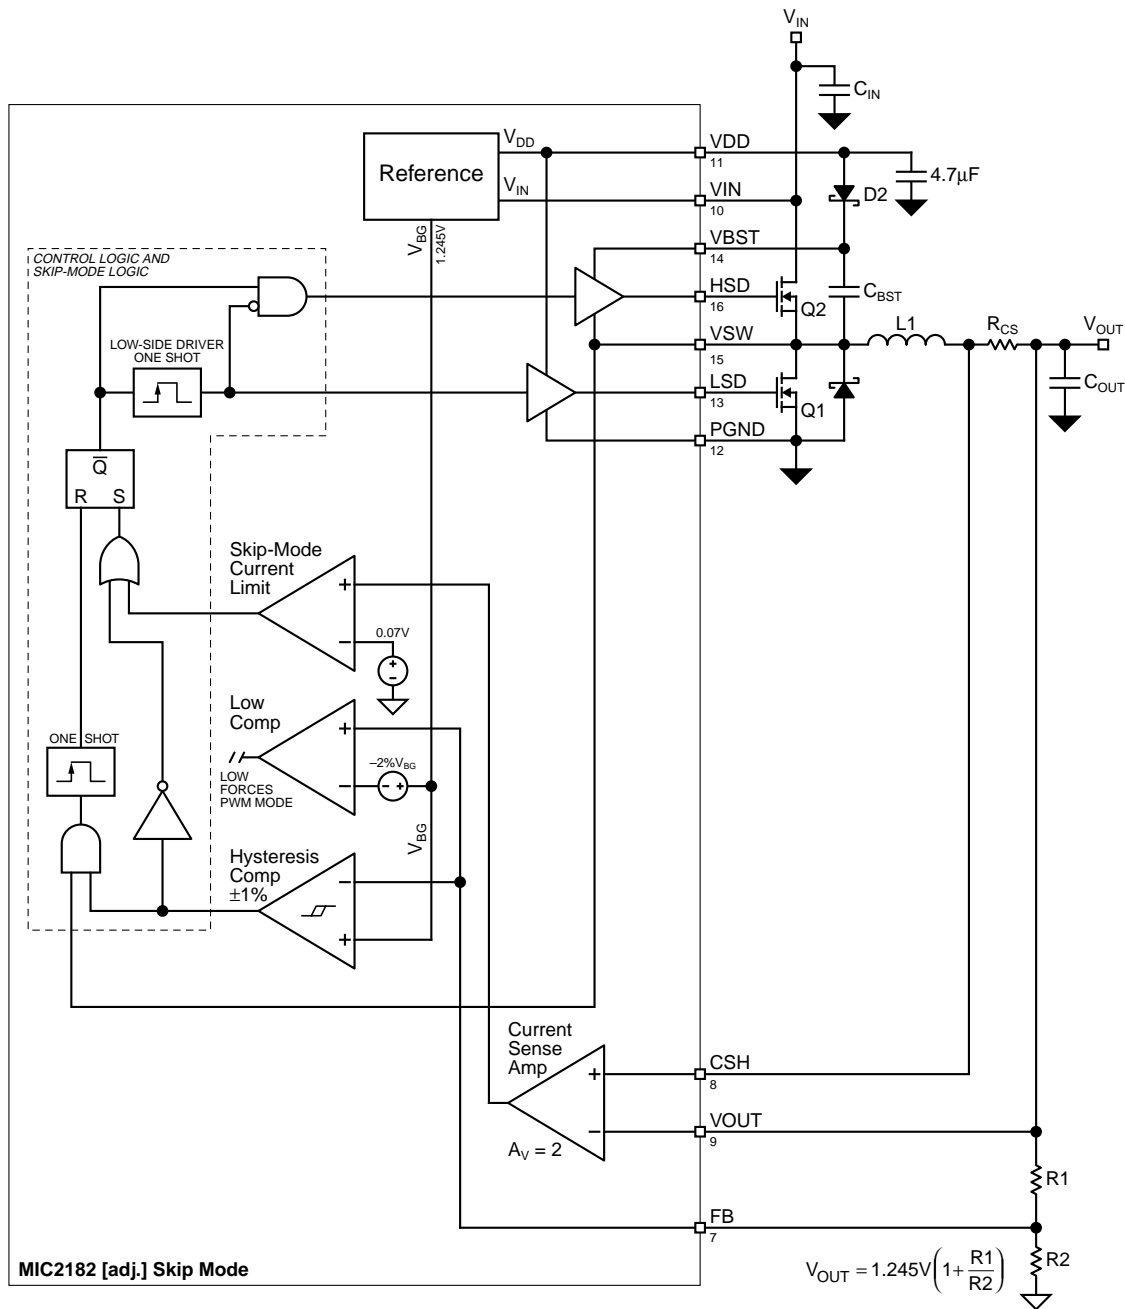 V_IN
C_IN
V_DD
VDD
11
Reference
4.7µF
D2
V_IN
VIN
10
V_BG
1.245V
VBST
14
CONTROL LOGIC AND
SKIP-MODE LOGIC
HSD
16
Q2
C_BST
LOW-SIDE DRIVER
ONE SHOT
VSW
15
L1
R_CS
V_OUT
LSD
13
Q1
C_OUT
PGND
12
Q̅
R S
Skip-Mode
Current
Limit
+
0.07V
–
+
–
Low
Comp
+
ONE SHOT
–2%V_BG
–
– +
LOW
FORCES
PWM MODE
V_BG
Hysteresis
Comp
±1%
–
+
Current
Sense
Amp
CSH
8
+
VOUT
9
–
A_V = 2
R1
FB
7
MIC2182 [adj.] Skip Mode
V_OUT = 1.245V(1+R1/R2)
R2